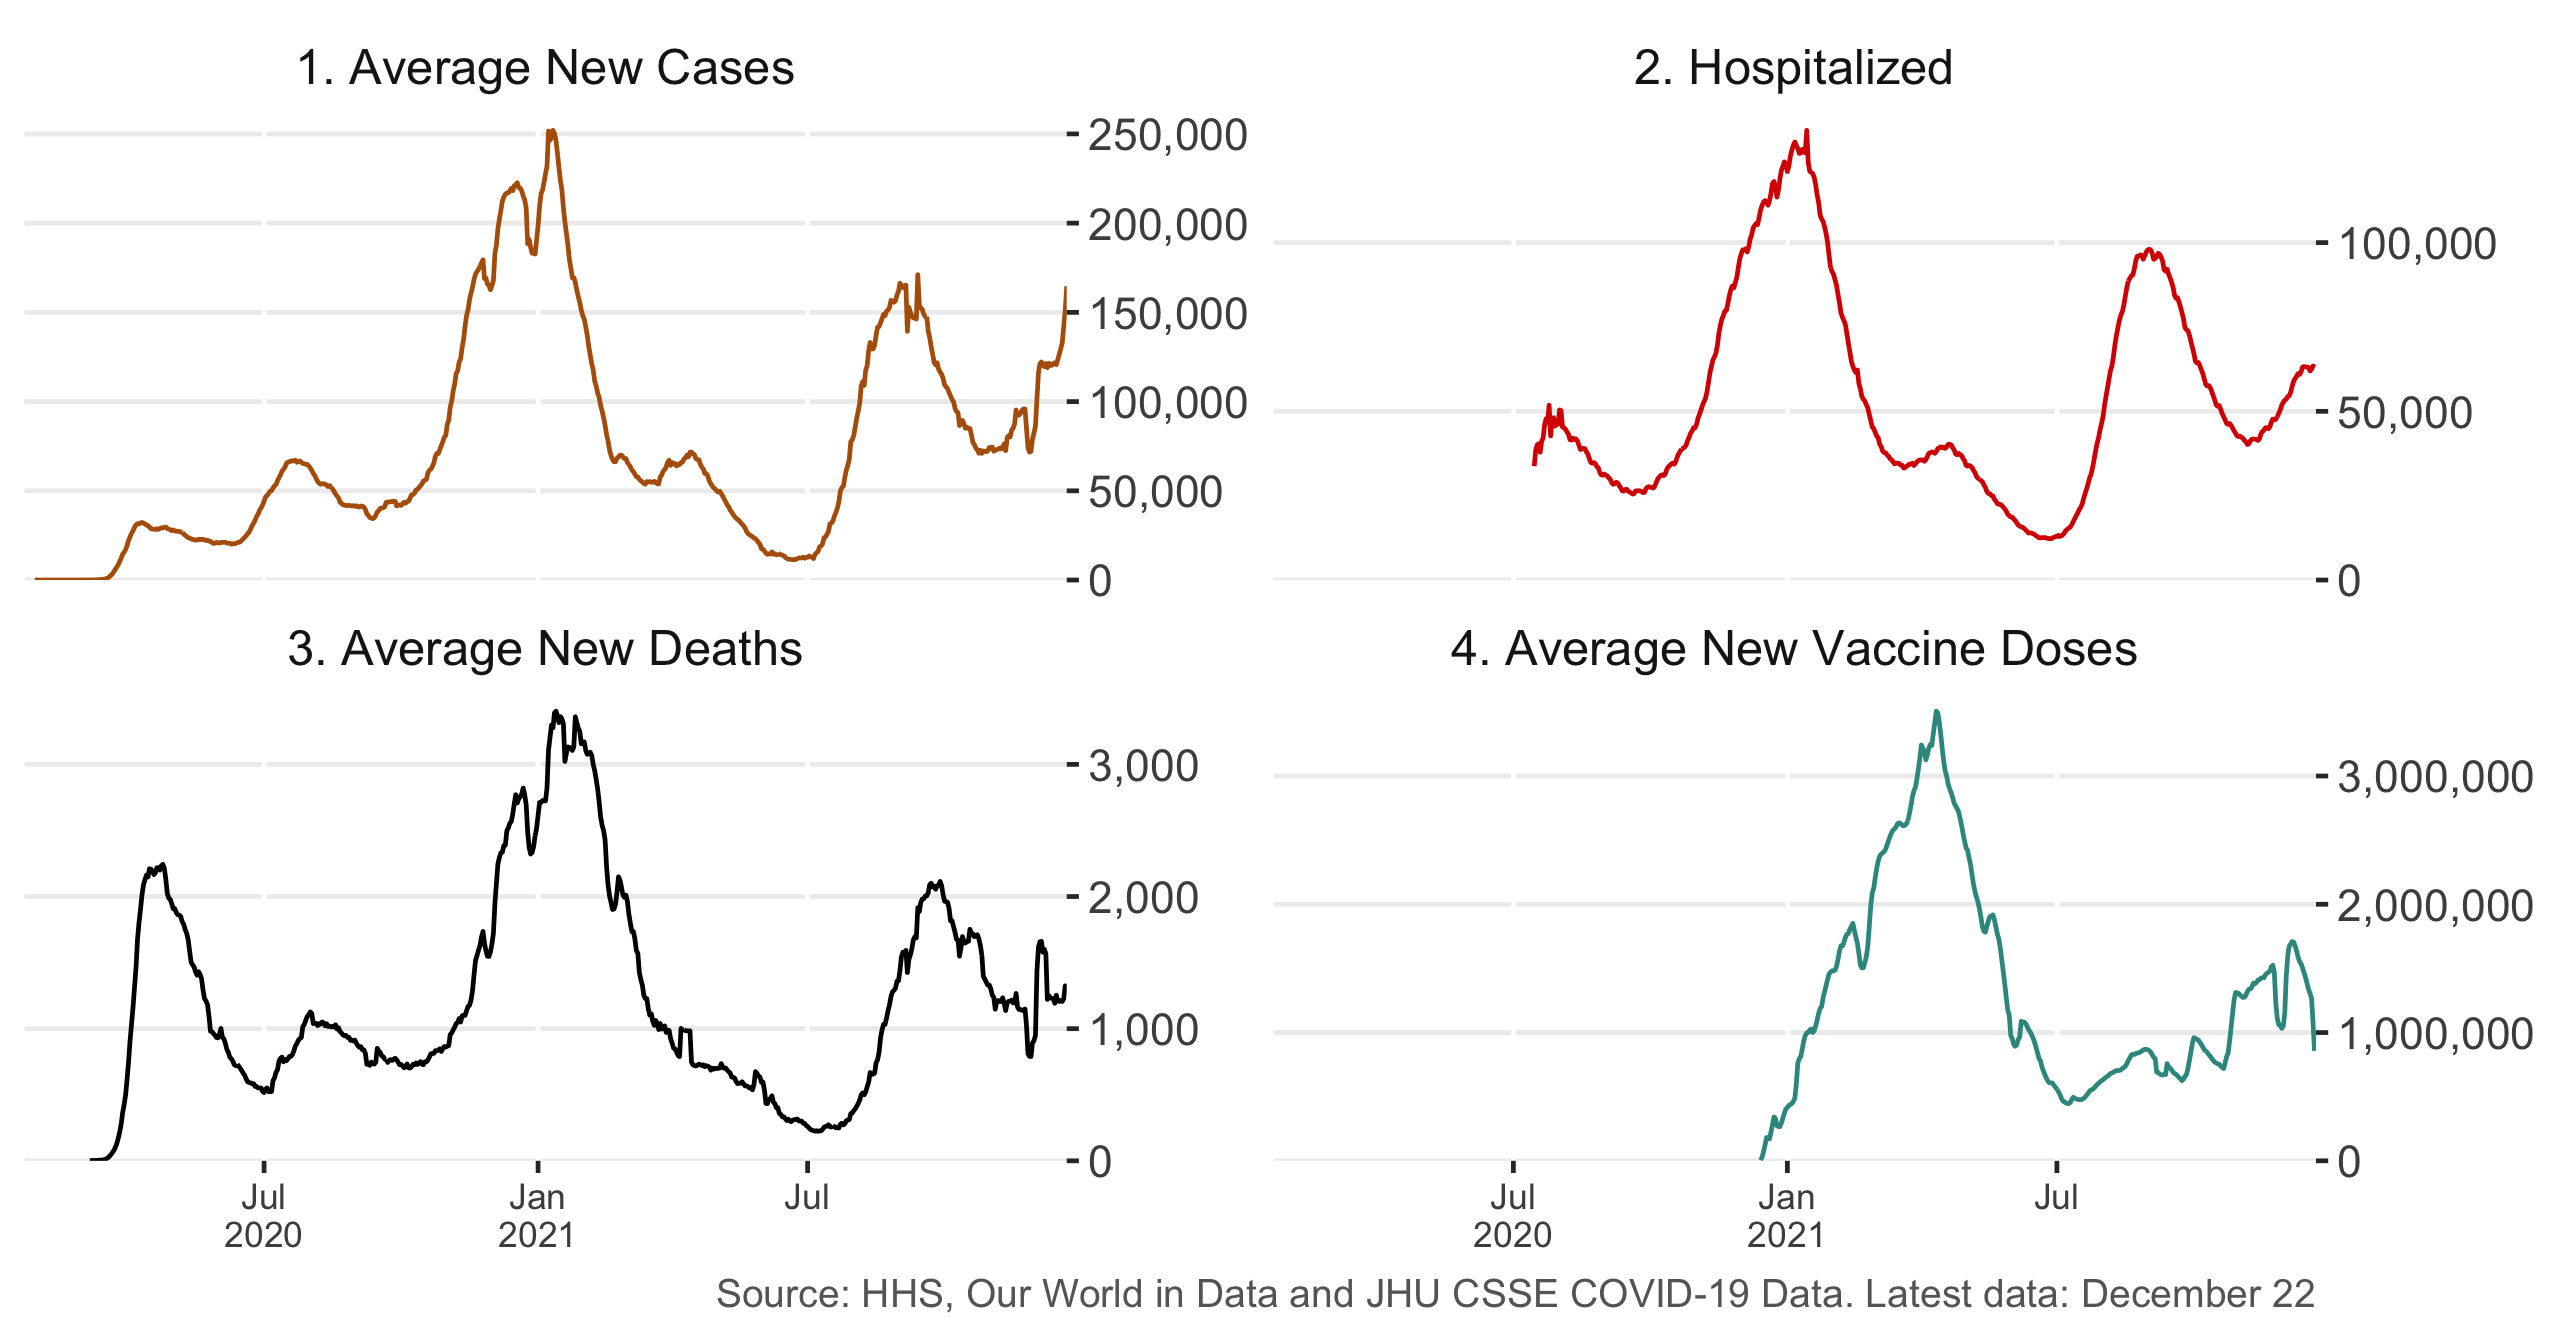 1. Average New Cases
250,000
200,000
150,000
100,000
50,000
0
2. Hospitalized
100,000
50,000
0
3. Average New Deaths
3,000
2,000
1,000
0
Jul
2020
Jan
2021
Jul
4. Average New Vaccine Doses
3,000,000
2,000,000
1,000,000
0
Jul
2020
Jan
2021
Jul
Source: HHS, Our World in Data and JHU CSSE COVID-19 Data. Latest data: December 22